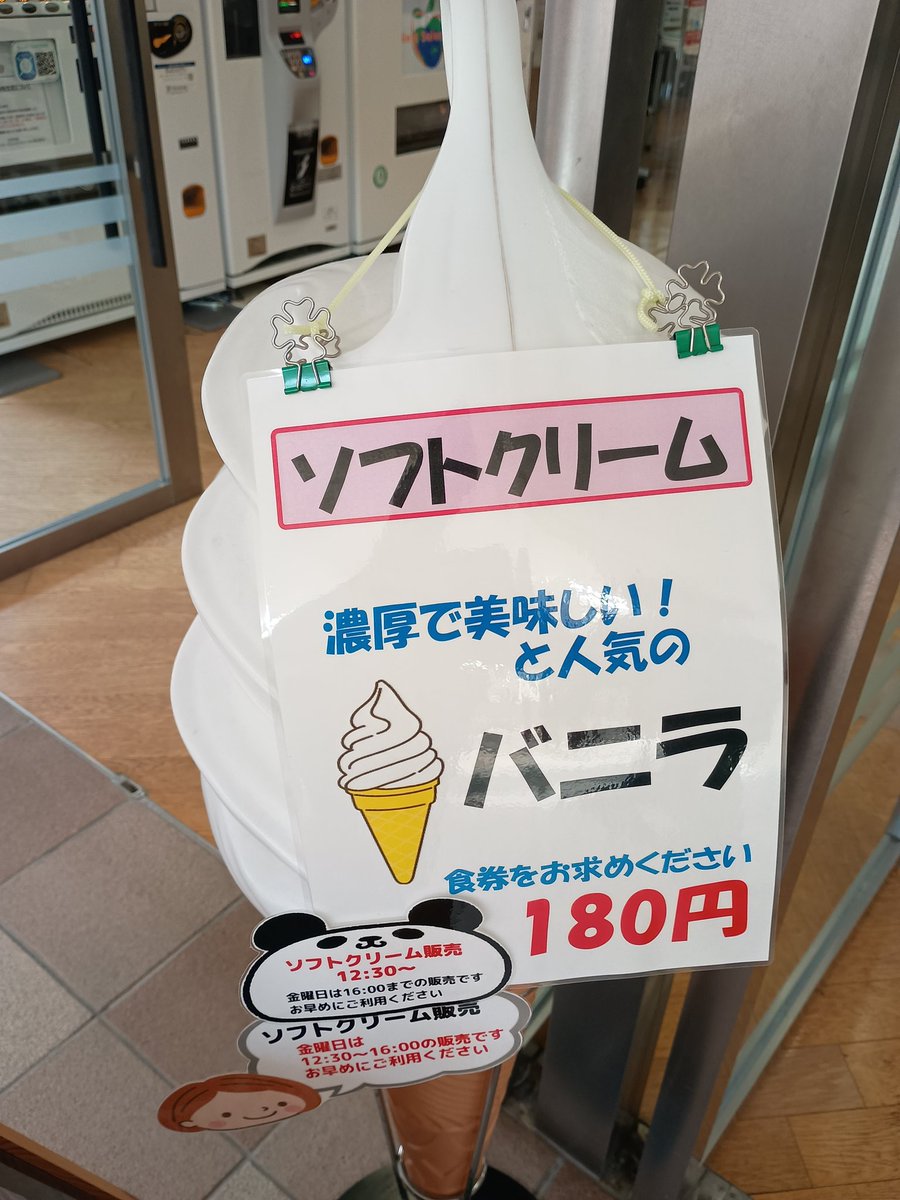 ソフトクリーム
濃厚で美味しい！
と人気の
バニラ
食券をお求めください
180円
ソフトクリーム販売
12:30～
金曜日は16:00までの販売です
お早めにご利用ください
ソフトクリーム販売
金曜日は
12:30～16:00の販売です
お早めにご利用ください